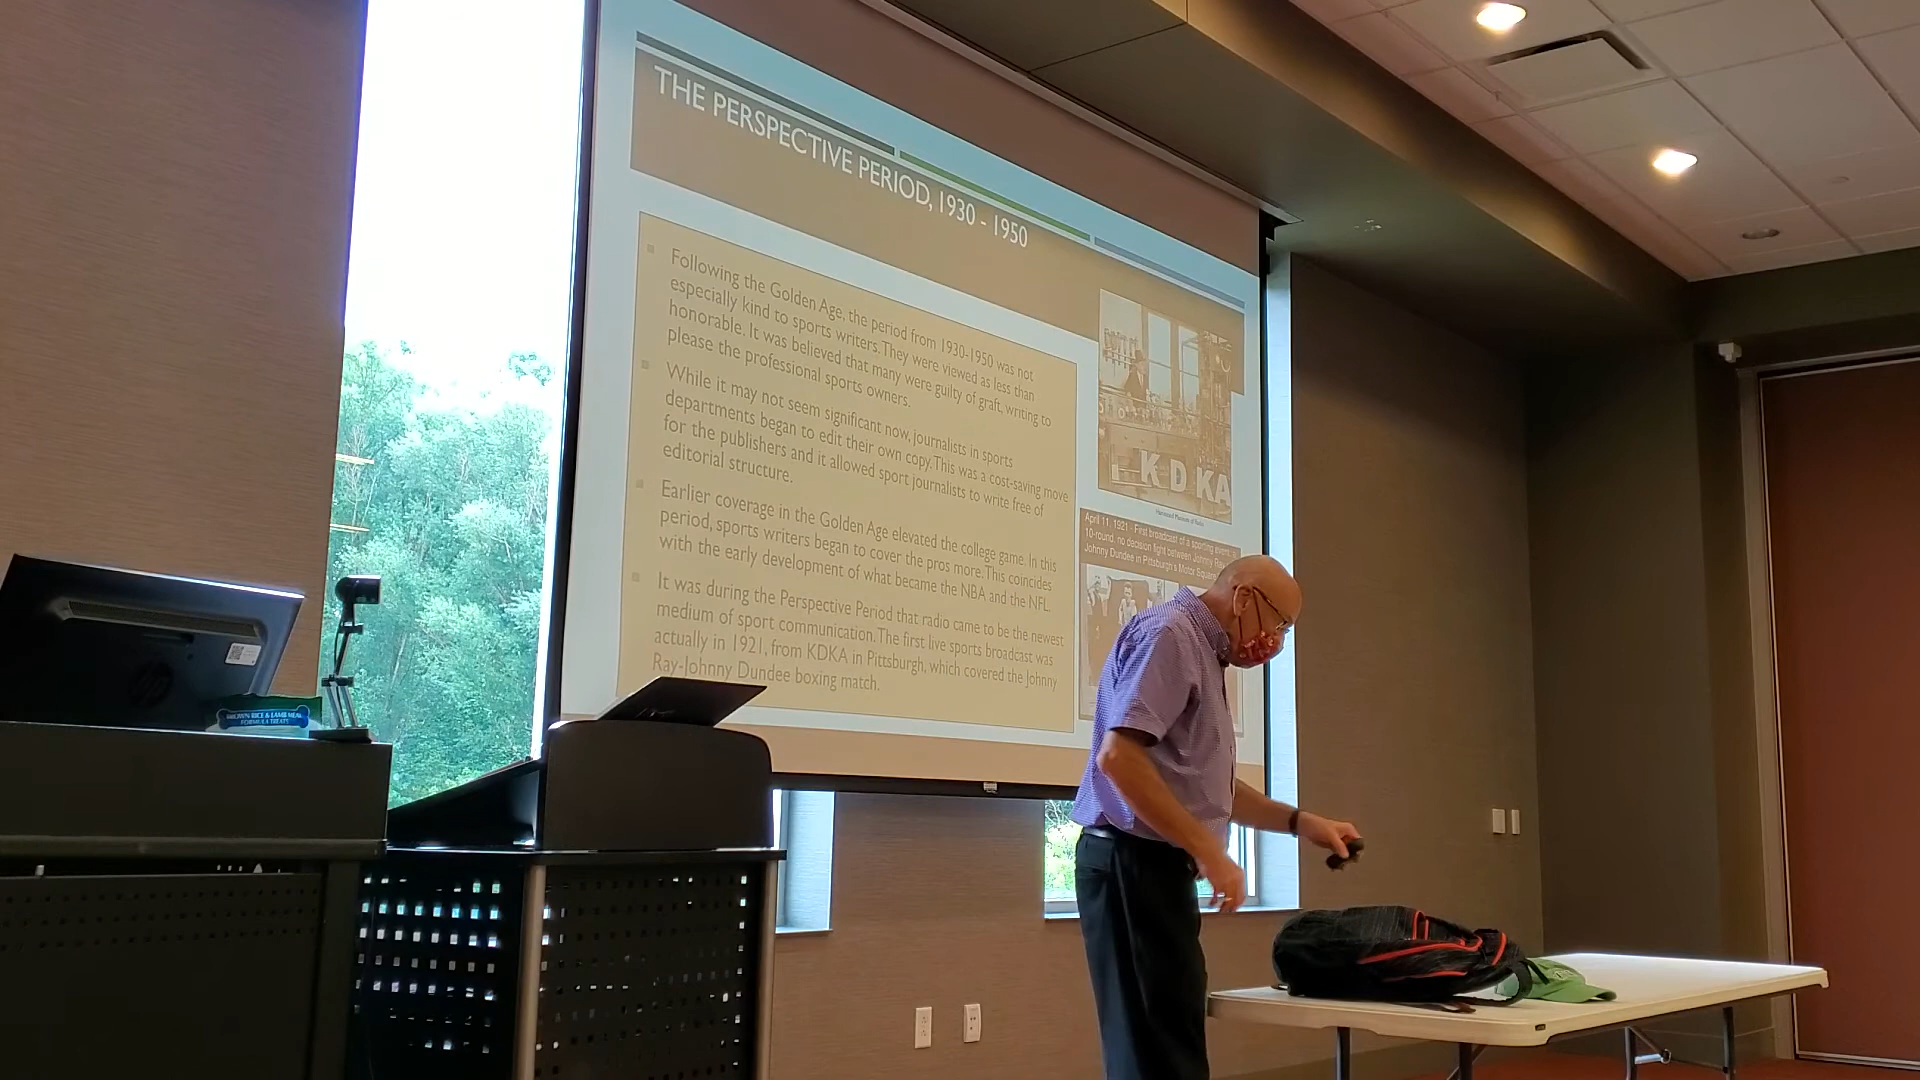 THE PERSPECTIVE PERIOD, 1930 - 1950
Following the Golden Age, the period from 1930-1950 was not
especially kind to sports writers. They were viewed as less than
honorable. It was believed that many were guilty of graft, writing to
please the professional sports owners.
While it may not seem significant now, journalists in sports
departments began to edit their own copy. This was a cost-saving move
for the publishers and it allowed sport journalists to write free of
editorial structure.
Earlier coverage in the Golden Age elevated the college game. In this
period, sports writers began to cover the pros more. This coincides
with the early development of what became the NBA and the NFL.
It was during the Perspective Period that radio came to be the newest
medium of sport communication. The first live sports broadcast was
actually in 1921, from KDKA in Pittsburgh, which covered the Johnny
Ray-Johnny Dundee boxing match.
KDKA
April 11, 1921 - First broadcast of a sporting event, a
10-round, no decision fight between Johnny Ray
Johnny Dundee in Pittsburgh's Motor Square
BROWN RICE & LAMB MEAL
FORMULA TREATS
hp